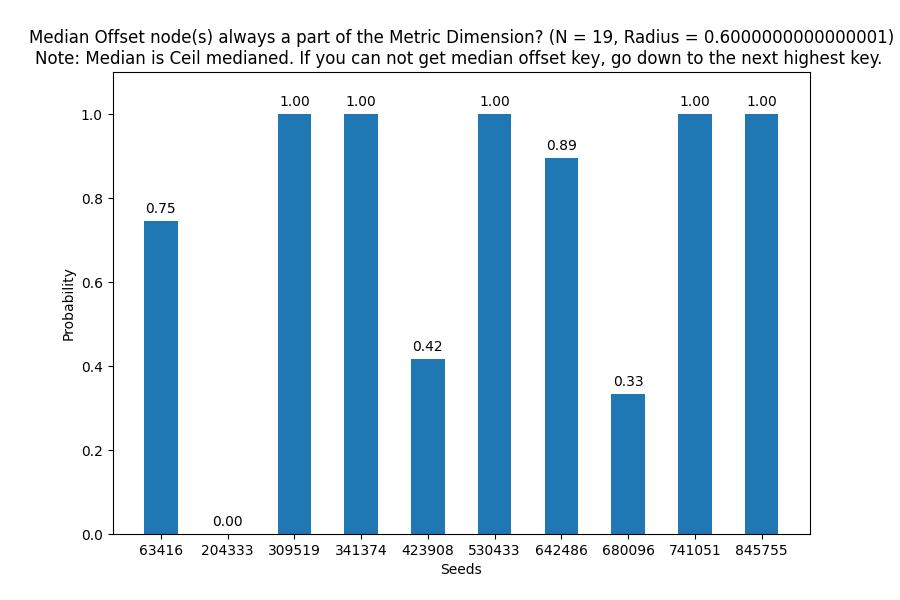 Median Offset node(s) always a part of the Metric Dimension? (N = 19, Radius = 0.6000000000000001)
Note: Median is Ceil medianed. If you can not get median offset key, go down to the next highest key.
1.00 1.00 1.00 1.00 1.00
1.0
0.89
0.8
0.75
0.6
Probability
0.42
0.4
0.33
0.2
0.00
0.0
63416 204333 309519 341374 423908 530433 642486 680096 741051 845755
Seeds